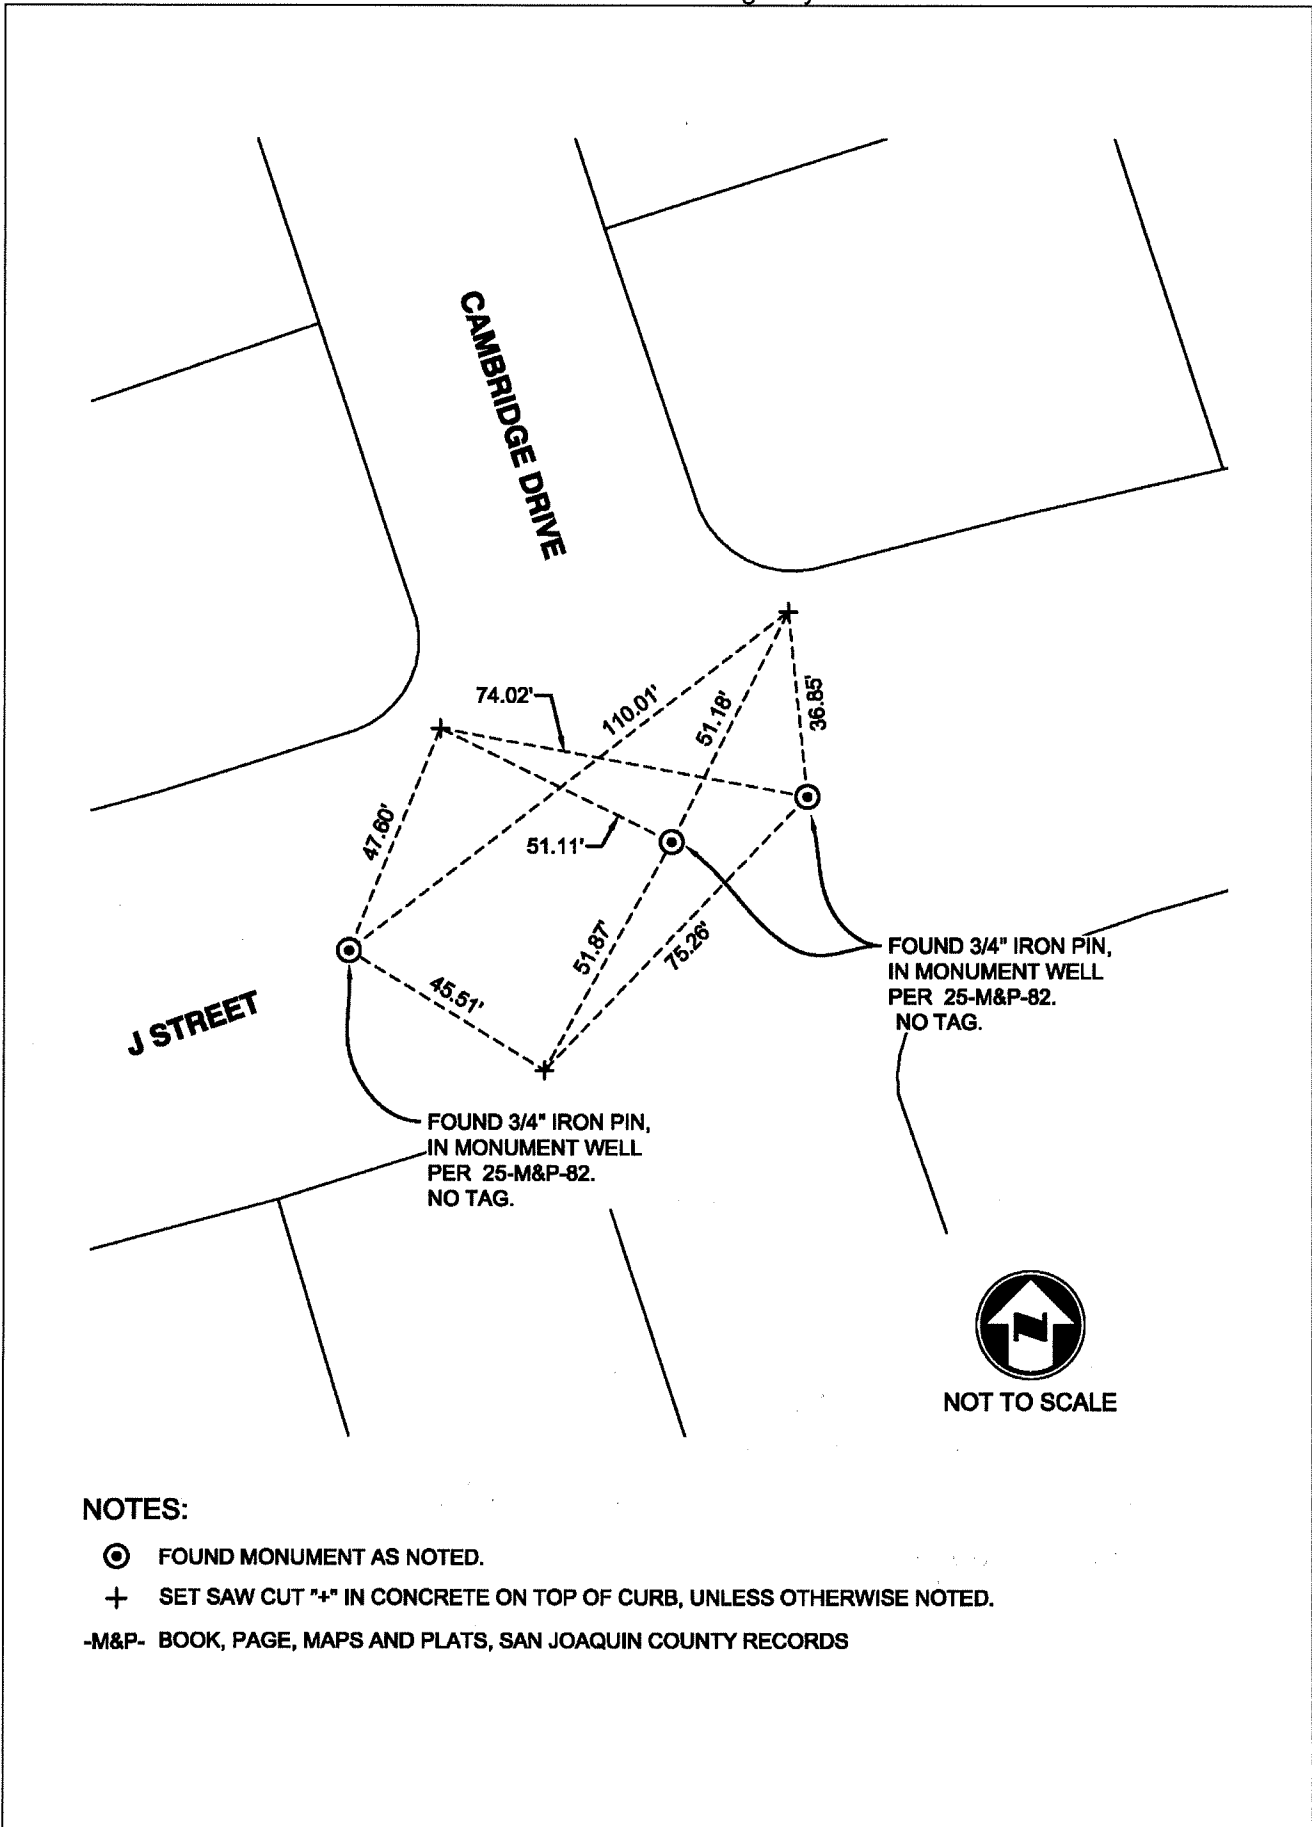 CAMBRIDGE DRIVE
74.02'
110.01'
51.18'
36.85'
47.60'
51.11'
51.87'
75.26'
45.51'
J STREET
FOUND 3/4" IRON PIN,
IN MONUMENT WELL
PER 25-M&P-82.
NO TAG.
FOUND 3/4" IRON PIN,
IN MONUMENT WELL
PER 25-M&P-82.
NO TAG.
N
NOT TO SCALE
NOTES:
FOUND MONUMENT AS NOTED.
+ SET SAW CUT "+" IN CONCRETE ON TOP OF CURB, UNLESS OTHERWISE NOTED.
-M&P- BOOK, PAGE, MAPS AND PLATS, SAN JOAQUIN COUNTY RECORDS